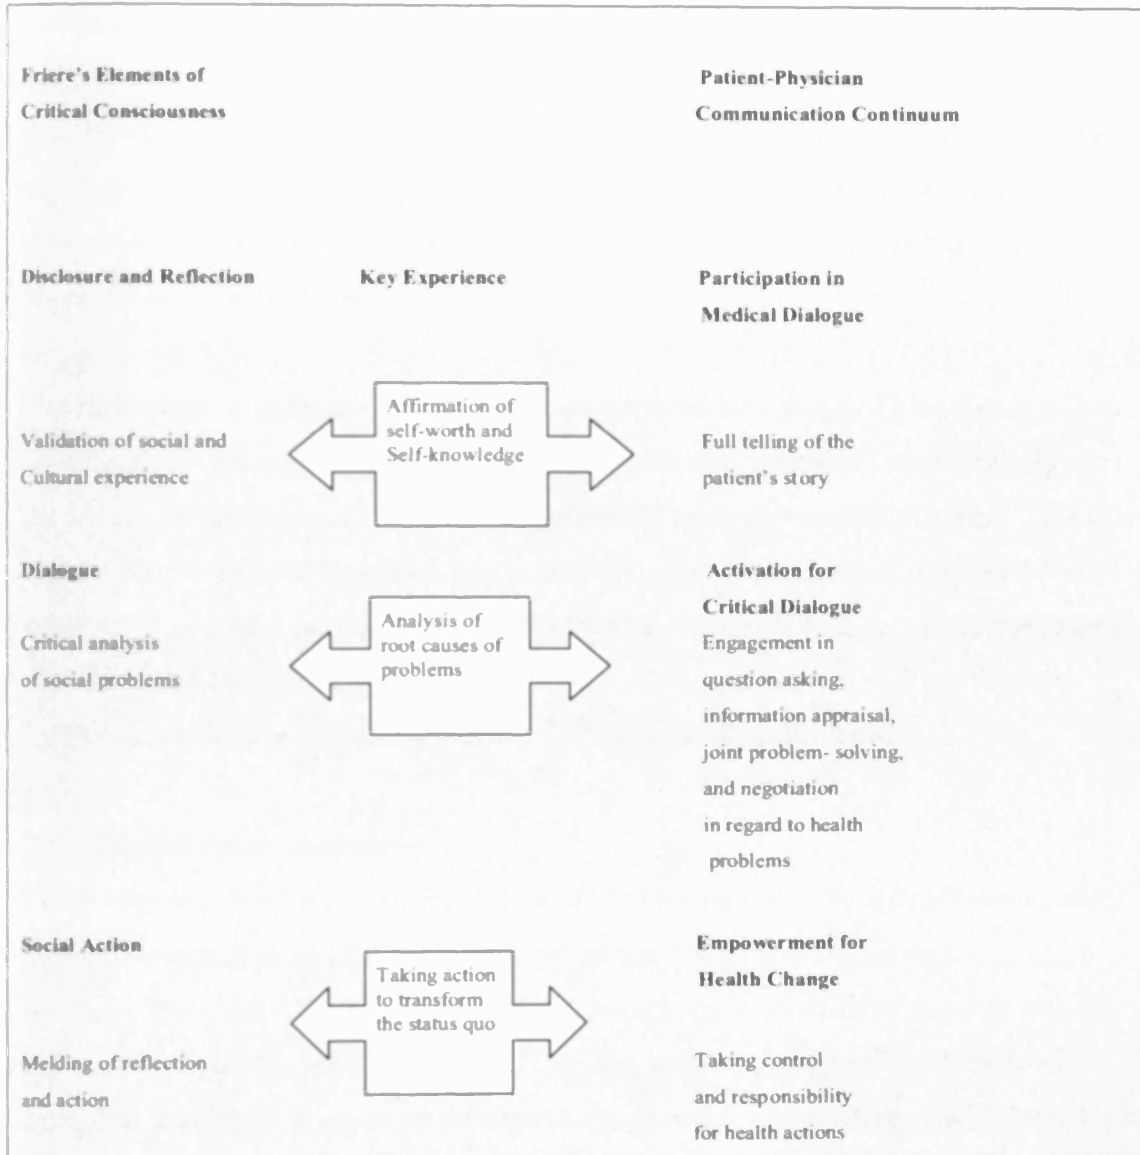 Friere's Elements of
Critical Consciousness
Patient-Physician
Communication Continuum
Disclosure and Reflection
Key Experience
Participation in
Medical Dialogue
Validation of social and
Cultural experience
Affirmation of
self-worth and
Self-knowledge
Full telling of the
patient's story
Dialogue
Critical analysis
of social problems
Analysis of
root causes of
problems
Activation for
Critical Dialogue
Engagement in
question asking,
information appraisal,
joint problem- solving,
and negotiation
in regard to health
problems
Social Action
Melding of reflection
and action
Taking action
to transform
the status quo
Empowerment for
Health Change
Taking control
and responsibility
for health actions